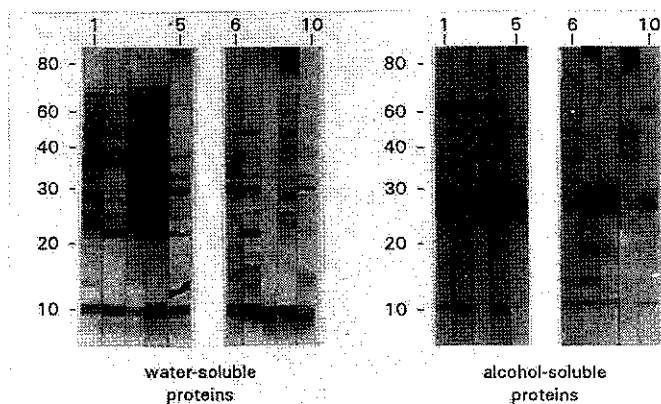 1 5 6 10 1 5 6 10
80 - 80 -
60 - 60 -
40 - 40 -
30 - 30 -
20 - 20 -
10 - 10 -
water-soluble alcohol-soluble
proteins proteins